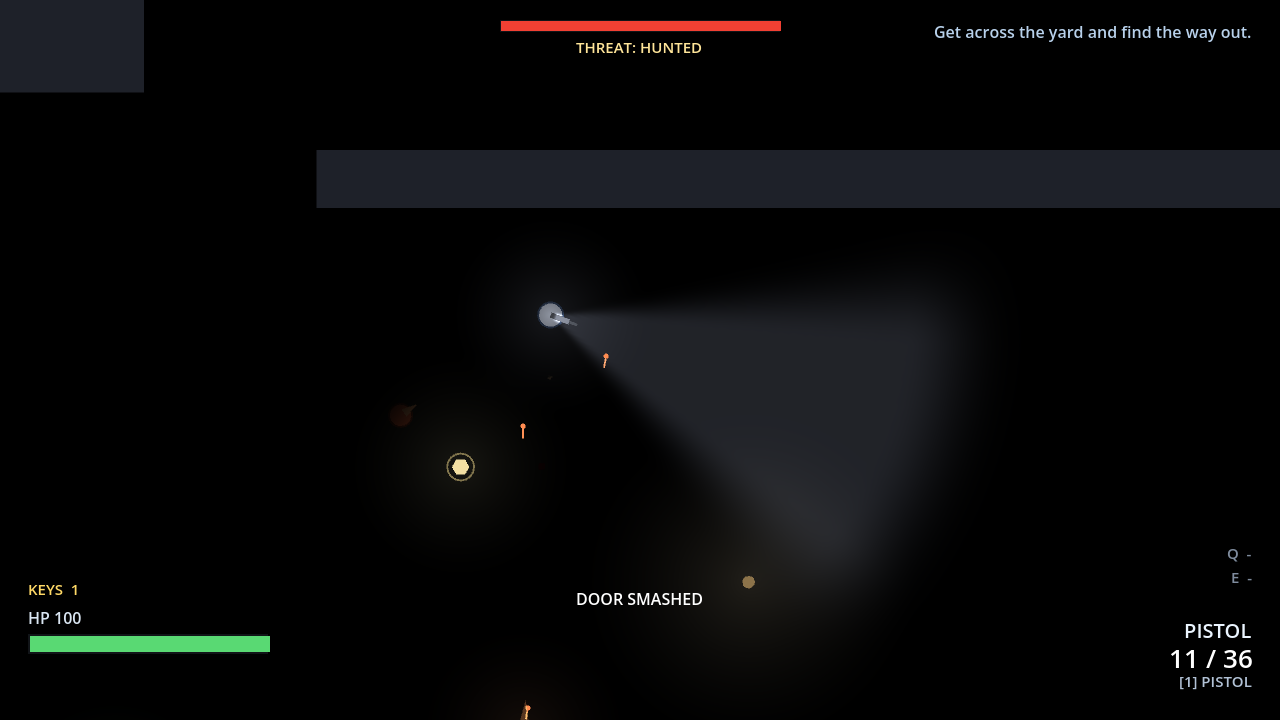 THREAT: HUNTED
Get across the yard and find the way out.
DOOR SMASHED
KEYS 1
HP 100
Q -
E -
PISTOL
11 / 36
[1] PISTOL